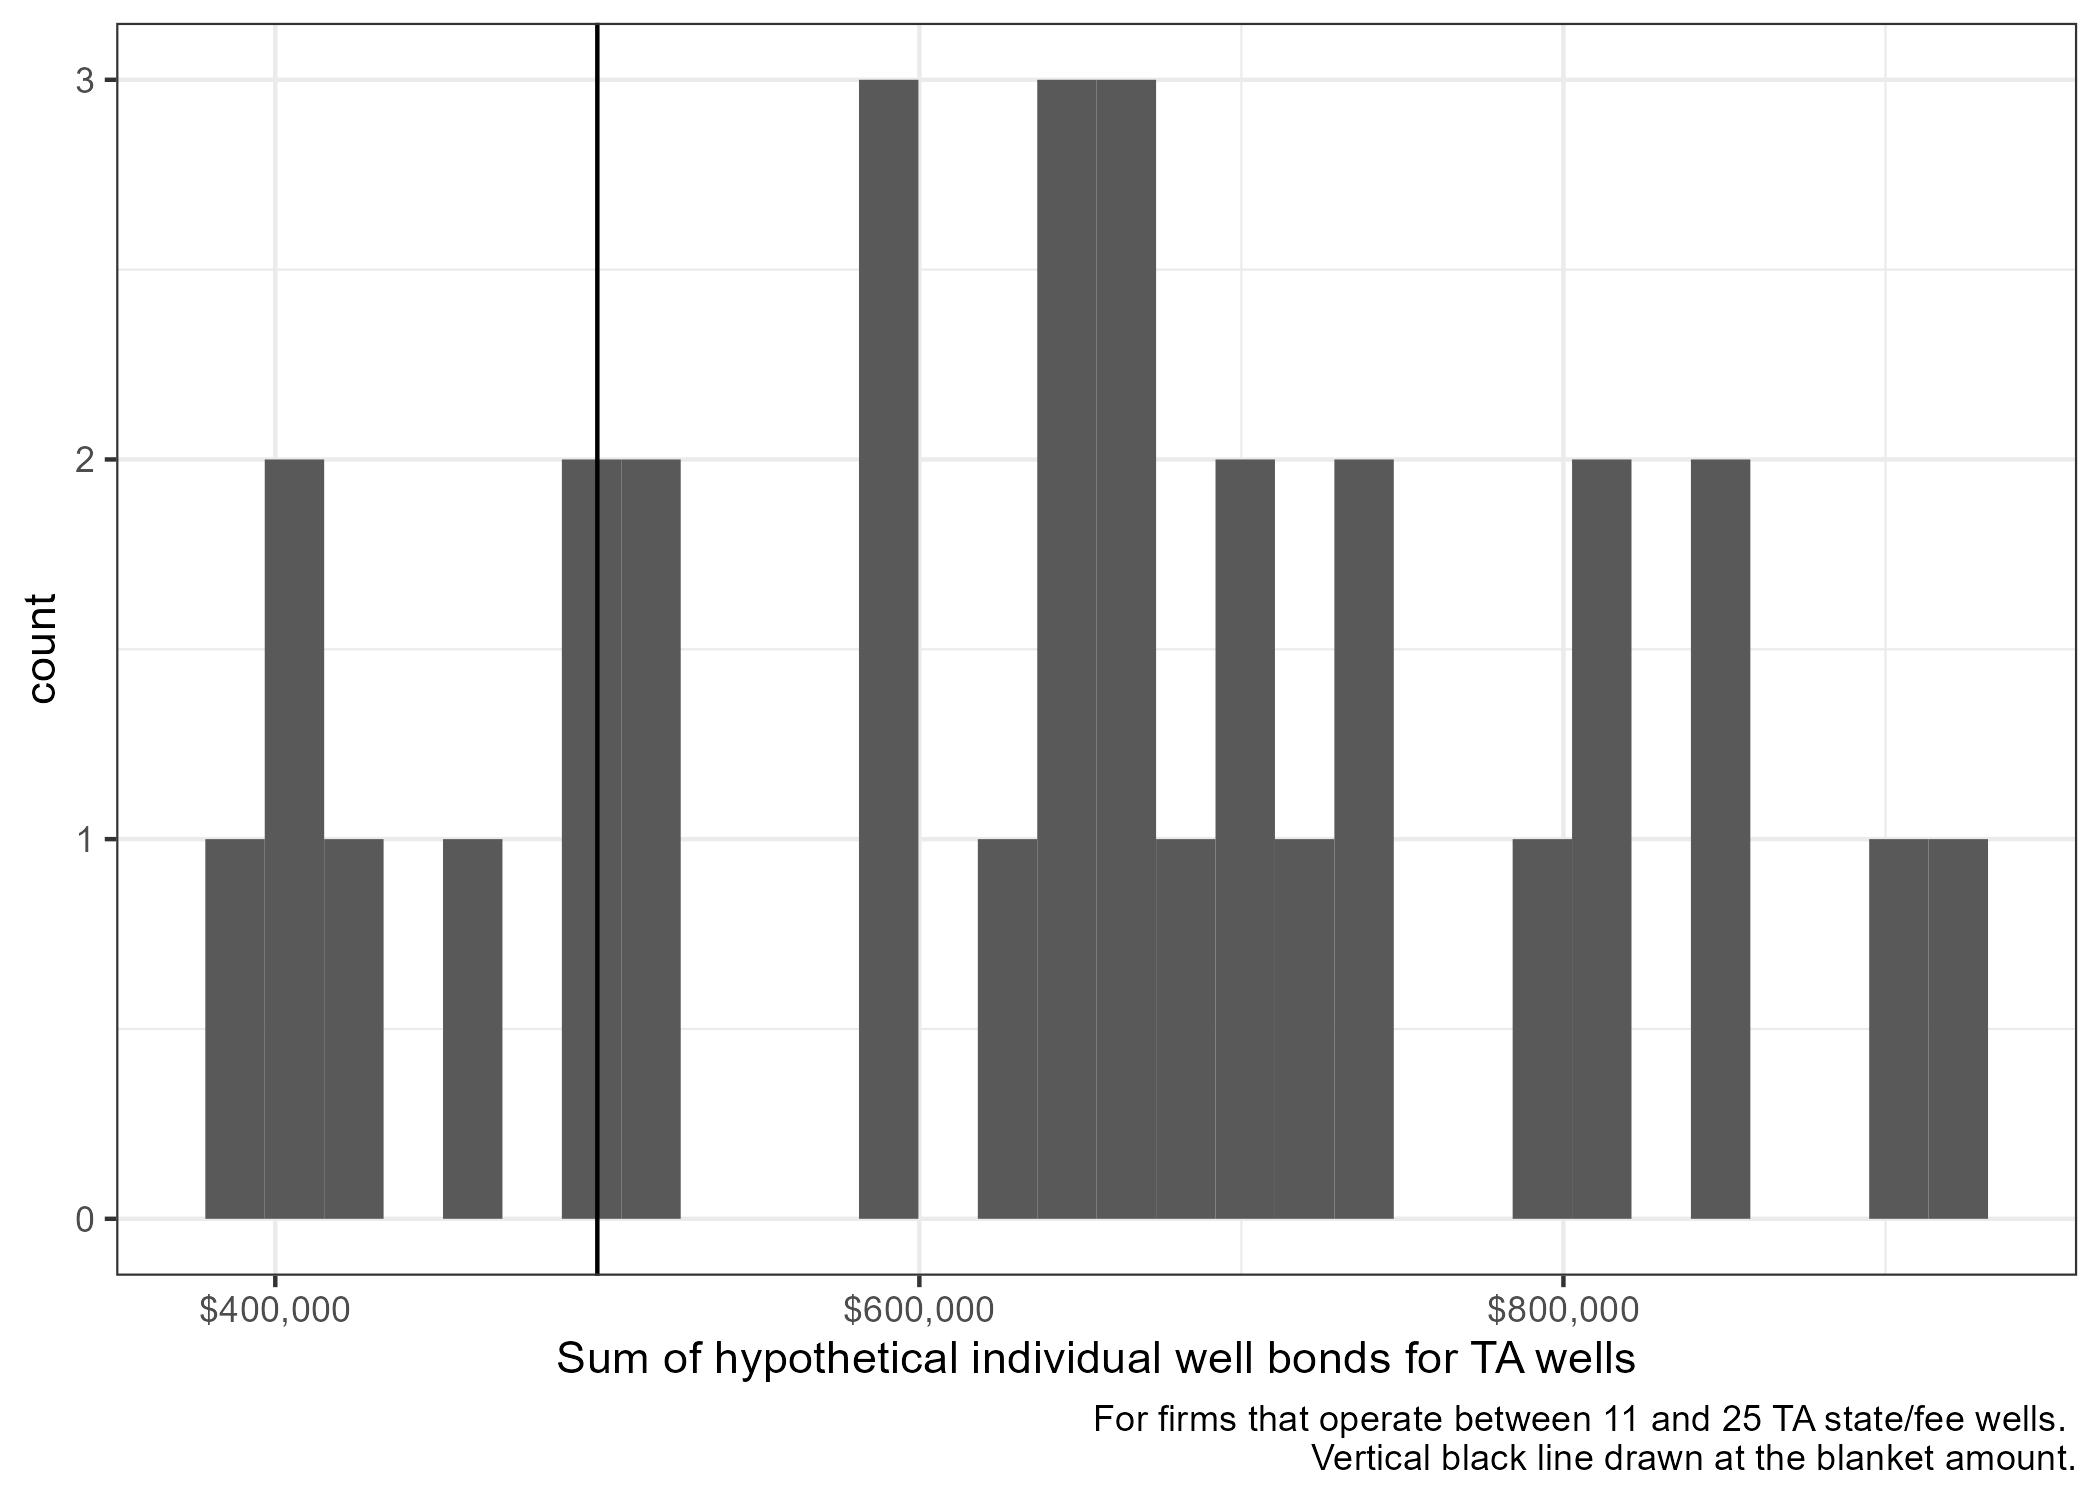 3
2
1
0
count
$400,000
$600,000
$800,000
Sum of hypothetical individual well bonds for TA wells
For firms that operate between 11 and 25 TA state/fee wells.
Vertical black line drawn at the blanket amount.